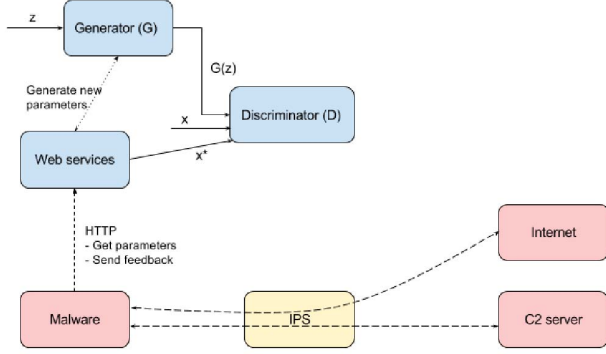 z
Generator (G)
G(z)
Generate new
parameters
x
Discriminator (D)
Web services
x*
HTTP
- Get parameters
- Send feedback
Internet
Malware
IPS
C2 server